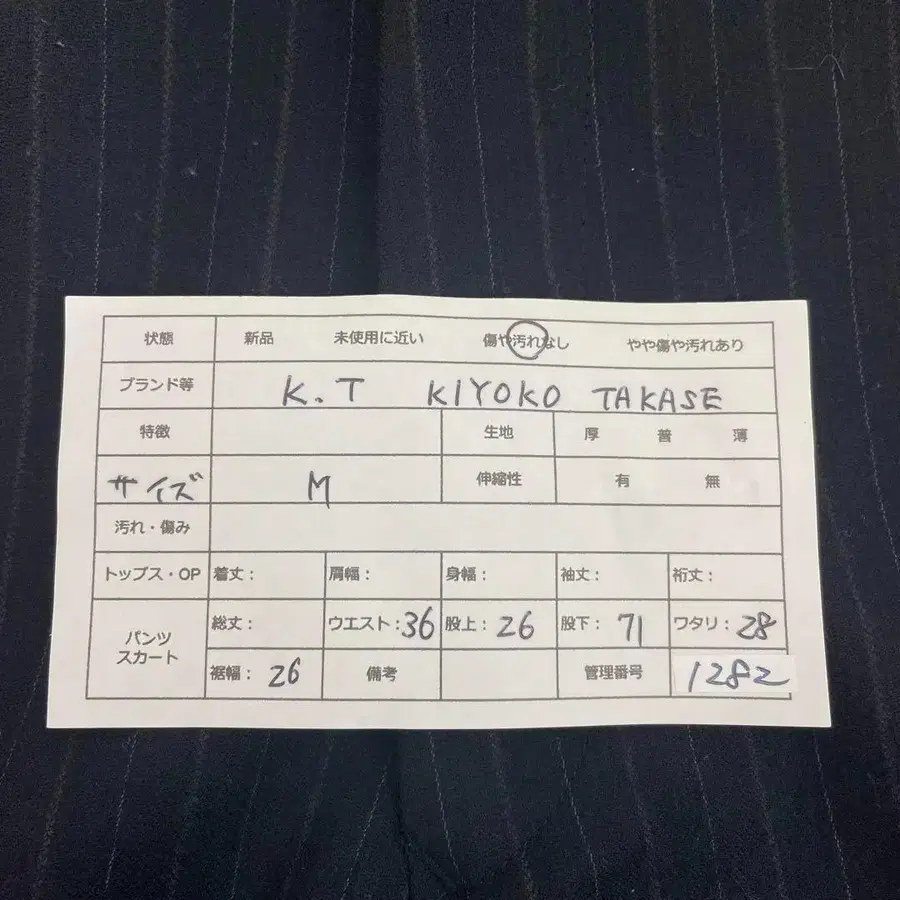 状態 新品 未使用に近い 傷や汚れなし やや傷や汚れあり
ブランド等 K.T KIYOKO TAKASE
特徴 生地 厚 普 薄
サイズ M 伸縮性 有 無
汚れ・傷み
トップス・OP 着丈: 肩幅: 身幅: 袖丈: 裄丈:
パンツ スカート 総丈: ウエスト:36 股上:26 股下:71 ワタリ:28
裾幅:26 備考 管理番号 1282